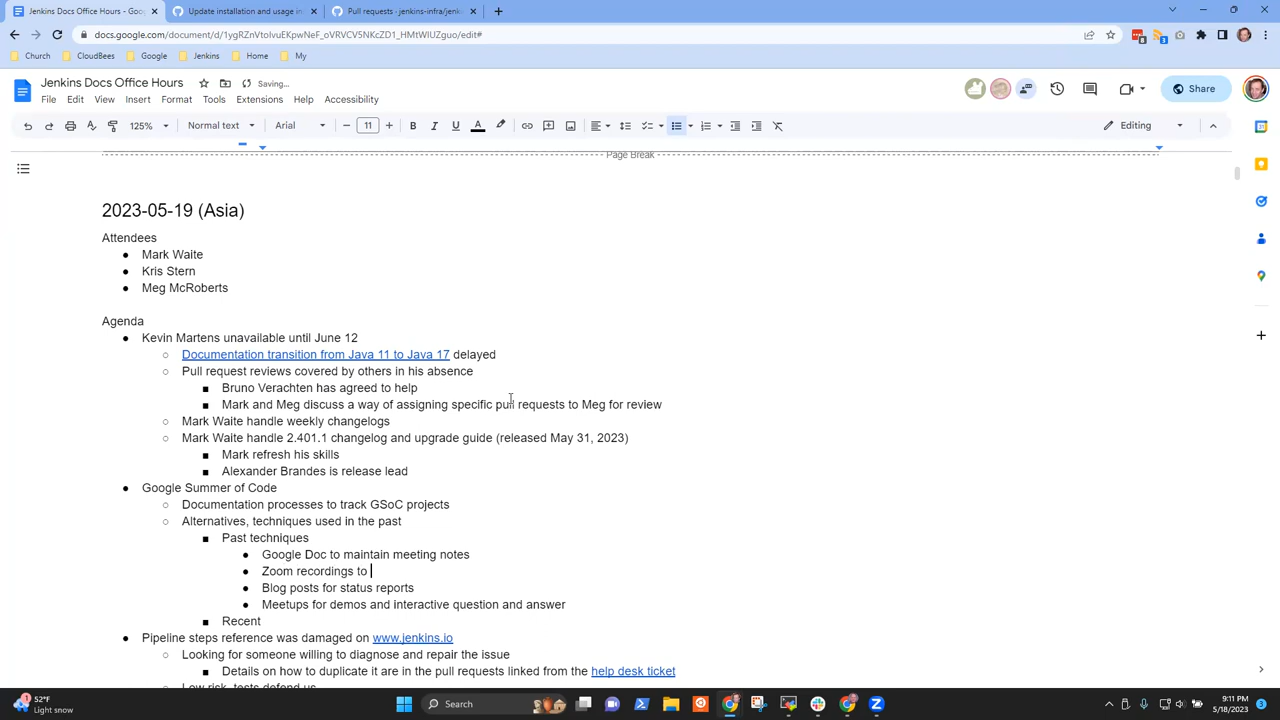 Jenkins Docs Office Hours - Goo
Update installation and usage in
Pull requests - jenkins-infra/jenk
docs.google.com/document/d/1ygRZnVtoIvuEKpwNeF_oVRVCV5NKcZD1_HMtWlUZguo/edit#
Church
CloudBees
Google
Jenkins
Home
My
Jenkins Docs Office Hours
Saving...
File Edit View Insert Format Tools Extensions Help Accessibility
Share
125%
Normal text
Arial
11
Editing
Page Break
2023-05-19 (Asia)
Attendees
● Mark Waite
● Kris Stern
● Meg McRoberts
Agenda
● Kevin Martens unavailable until June 12
○ Documentation transition from Java 11 to Java 17 delayed
○ Pull request reviews covered by others in his absence
■ Bruno Verachten has agreed to help
■ Mark and Meg discuss a way of assigning specific pull requests to Meg for review
○ Mark Waite handle weekly changelogs
○ Mark Waite handle 2.401.1 changelog and upgrade guide (released May 31, 2023)
■ Mark refresh his skills
■ Alexander Brandes is release lead
● Google Summer of Code
○ Documentation processes to track GSoC projects
○ Alternatives, techniques used in the past
■ Past techniques
● Google Doc to maintain meeting notes
● Zoom recordings to
● Blog posts for status reports
● Meetups for demos and interactive question and answer
■ Recent
● Pipeline steps reference was damaged on www.jenkins.io
○ Looking for someone willing to diagnose and repair the issue
■ Details on how to duplicate it are in the pull requests linked from the help desk ticket
○ Low risk, tests defend us
52°F
Light snow
Search
9:11 PM
5/18/2023